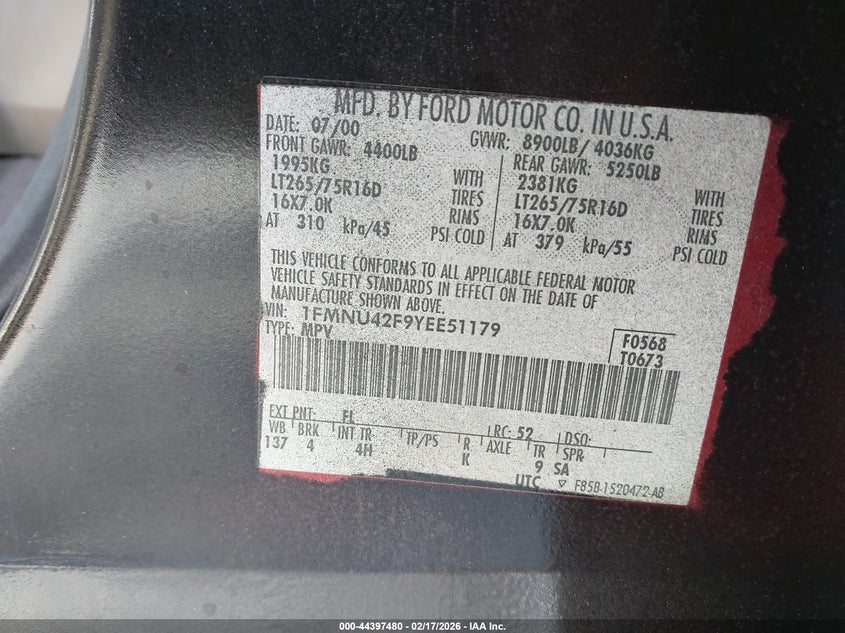 MFD. BY FORD MOTOR CO. IN U.S.A.
DATE: 07/00 GVWR: 8900LB/ 4036KG
FRONT GAWR: 4400LB REAR GAWR: 5250LB
1995KG WITH 2381KG WITH
LT265/75R16D TIRES LT265/75R16D TIRES
16X7.0K RIMS 16X7.0K RIMS
AT 310 kPa/45 PSI COLD AT 379 kPa/55 PSI COLD
THIS VEHICLE CONFORMS TO ALL APPLICABLE FEDERAL MOTOR
VEHICLE SAFETY STANDARDS IN EFFECT ON THE DATE OF
MANUFACTURE SHOWN ABOVE.
VIN: 1FMNU42F9YEE51179
TYPE: MPV
F0568
T0673
EXT PNT: FL RC: 52 DSO:
WB BRK INT TR TP/PS R AXLE TR SPR
137 4 4H K 9 SA
UTC ▽ F85B-1520472-AB
000-44397480 - 02/17/2026 - IAA Inc.